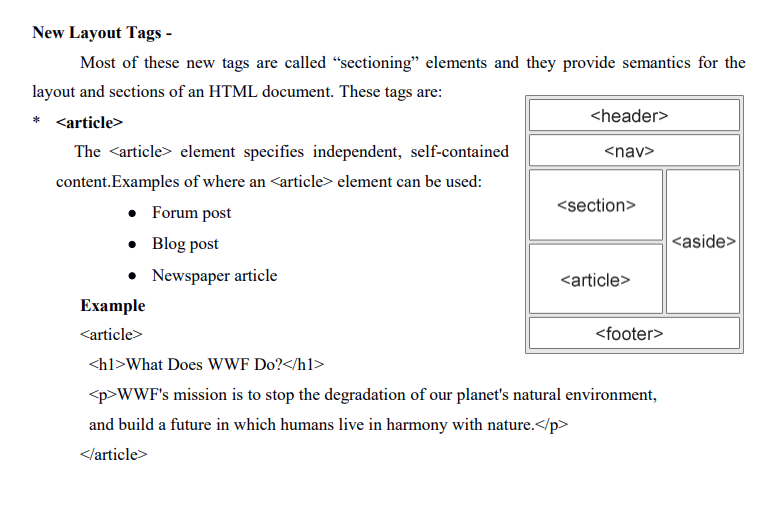 New Layout Tags -
Most of these new tags are called “sectioning” elements and they provide semantics for the
layout and sections of an HTML document. These tags are:
* <article>
The <article> element specifies independent, self-contained
content.Examples of where an <article> element can be used:
● Forum post
● Blog post
● Newspaper article
Example
<article>
<h1>What Does WWF Do?</h1>
<p>WWF's mission is to stop the degradation of our planet's natural environment,
and build a future in which humans live in harmony with nature.</p>
</article>
<header>
<nav>
<section>
<aside>
<article>
<footer>